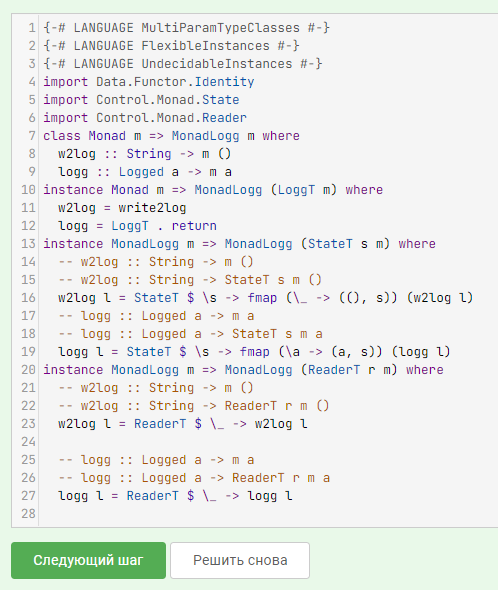 1 {-# LANGUAGE MultiParamTypeClasses #-}
2 {-# LANGUAGE FlexibleInstances #-}
3 {-# LANGUAGE UndecidableInstances #-}
4 import Data.Functor.Identity
5 import Control.Monad.State
6 import Control.Monad.Reader
7 class Monad m => MonadLogg m where
8   w2log :: String -> m ()
9   logg :: Logged a -> m a
10 instance Monad m => MonadLogg (LoggT m) where
11   w2log = write2log
12   logg = LoggT . return
13 instance MonadLogg m => MonadLogg (StateT s m) where
14   -- w2log :: String -> m ()
15   -- w2log :: String -> StateT s m ()
16   w2log l = StateT $ \s -> fmap (\_ -> ((), s)) (w2log l)
17   -- logg :: Logged a -> m a
18   -- logg :: Logged a -> StateT s m a
19   logg l = StateT $ \s -> fmap (\a -> (a, s)) (logg l)
20 instance MonadLogg m => MonadLogg (ReaderT r m) where
21   -- w2log :: String -> m ()
22   -- w2log :: String -> ReaderT r m ()
23   w2log l = ReaderT $ \_ -> w2log l
24
25   -- logg :: Logged a -> m a
26   -- logg :: Logged a -> ReaderT r m a
27   logg l = ReaderT $ \_ -> logg l
28
Следующий шаг
Решить снова